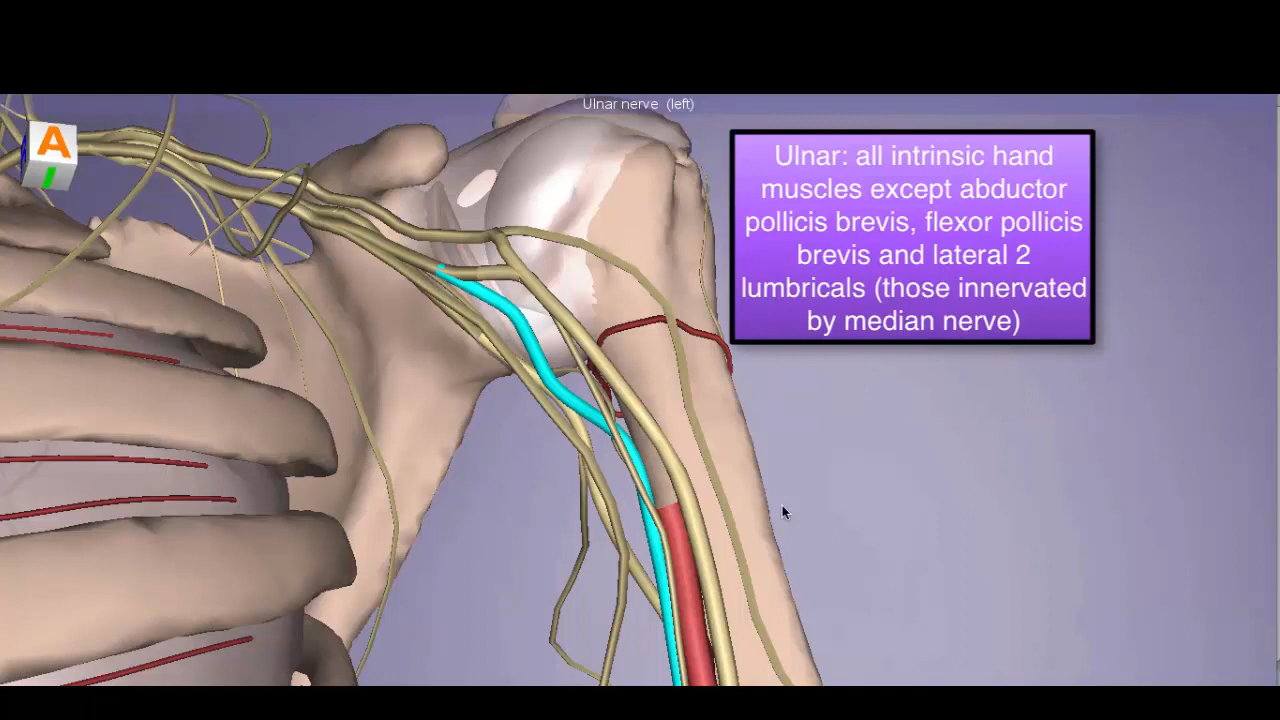 Ulnar nerve (left)
A
Ulnar: all intrinsic hand
muscles except abductor
pollicis brevis, flexor pollicis
brevis and lateral 2
lumbricals (those innervated
by median nerve)